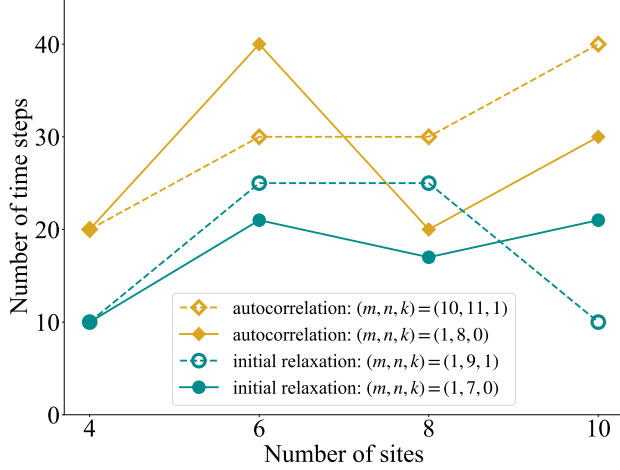 40
30
20
10
0
Number of time steps
autocorrelation: (m, n, k) = (10, 11, 1)
autocorrelation: (m, n, k) = (1, 8, 0)
initial relaxation: (m, n, k) = (1, 9, 1)
initial relaxation: (m, n, k) = (1, 7, 0)
4 6 8 10
Number of sites